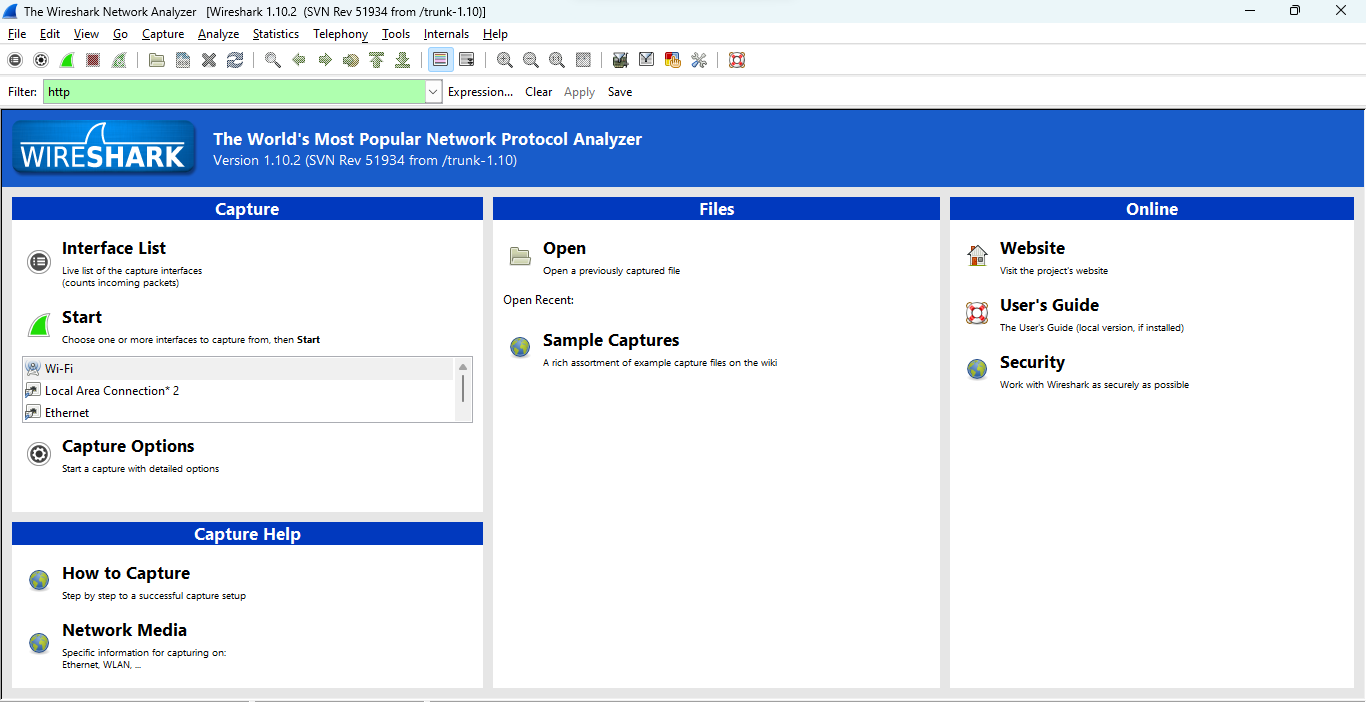 The Wireshark Network Analyzer [Wireshark 1.10.2 (SVN Rev 51934 from /trunk-1.10)]
File Edit View Go Capture Analyze Statistics Telephony Tools Internals Help
Filter: http Expression... Clear Apply Save
WIRESHARK
The World's Most Popular Network Protocol Analyzer
Version 1.10.2 (SVN Rev 51934 from /trunk-1.10)
Capture
Interface List
Live list of the capture interfaces
(counts incoming packets)
Start
Choose one or more interfaces to capture from, then Start
Wi-Fi
Local Area Connection* 2
Ethernet
Capture Options
Start a capture with detailed options
Capture Help
How to Capture
Step by step to a successful capture setup
Network Media
Specific information for capturing on:
Ethernet, WLAN, ...
Files
Open
Open a previously captured file
Open Recent:
Sample Captures
A rich assortment of example capture files on the wiki
Online
Website
Visit the project's website
User's Guide
The User's Guide (local version, if installed)
Security
Work with Wireshark as securely as possible